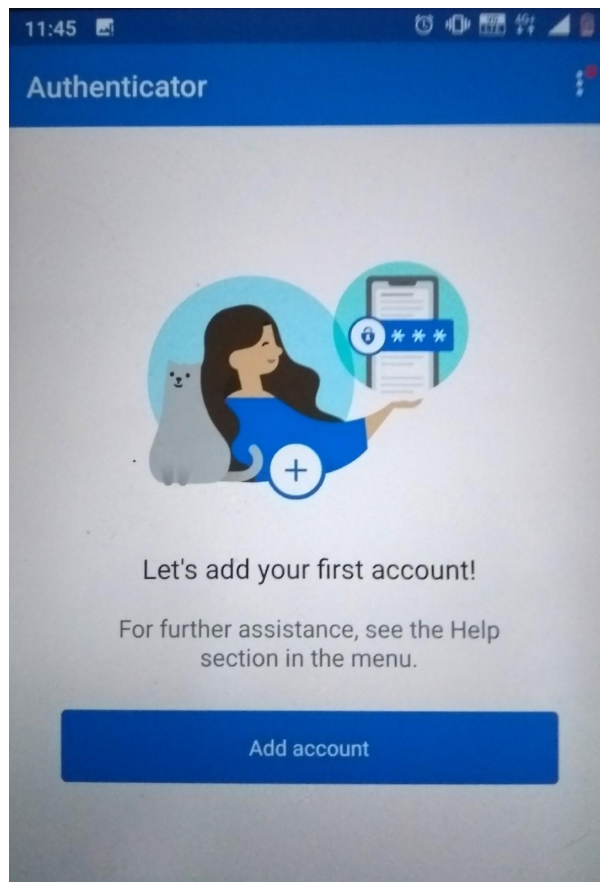 11:45
Authenticator
***
Let's add your first account!
For further assistance, see the Help
section in the menu.
Add account